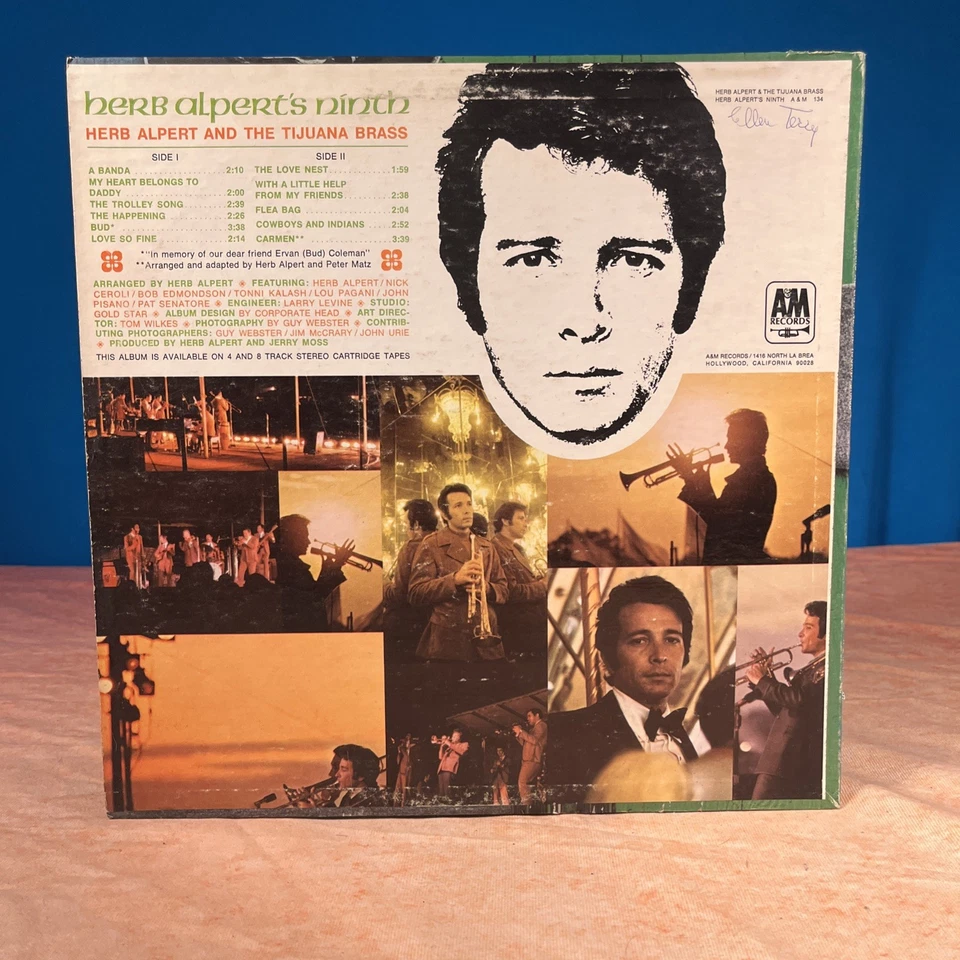 herb alpert's ninth
HERB ALPERT AND THE TIJUANA BRASS
SIDE I
A BANDA ........................ 2:10
MY HEART BELONGS TO
DADDY ........................ 2:00
THE TROLLEY SONG ........... 2:39
THE HAPPENING .............. 2:26
BUD* ........................ 3:38
LOVE SO FINE ................ 2:14
SIDE II
THE LOVE NEST ............... 1:59
WITH A LITTLE HELP
FROM MY FRIENDS ............. 2:38
FLEA BAG .................... 2:04
COWBOYS AND INDIANS ...... 2:52
CARMEN** .................... 3:39
*"In memory of our dear friend Ervan (Bud) Coleman"
**Arranged and adapted by Herb Alpert and Peter Matz
ARRANGED BY HERB ALPERT ❋ FEATURING: HERB ALPERT/NICK
CEROLI/BOB EDMONDSON/TONNI KALASH/LOU PAGANI/JOHN
PISANO/PAT SENATORE ❋ ENGINEER: LARRY LEVINE ❋ STUDIO:
GOLD STAR ❋ ALBUM DESIGN BY CORPORATE HEAD ❋ ART DIREC-
TOR: TOM WILKES ❋ PHOTOGRAPHY BY GUY WEBSTER ❋ CONTRIB-
UTING PHOTOGRAPHERS: GUY WEBSTER/JIM McCRARY/JOHN URIE
❋ PRODUCED BY HERB ALPERT AND JERRY MOSS
THIS ALBUM IS AVAILABLE ON 4 AND 8 TRACK STEREO CARTRIDGE TAPES
HERB ALPERT & THE TIJUANA BRASS
HERB ALPERT'S NINTH A&M 134
Ellen Terry
A&M
RECORDS
A&M RECORDS/1416 NORTH LA BREA
HOLLYWOOD, CALIFORNIA 90028